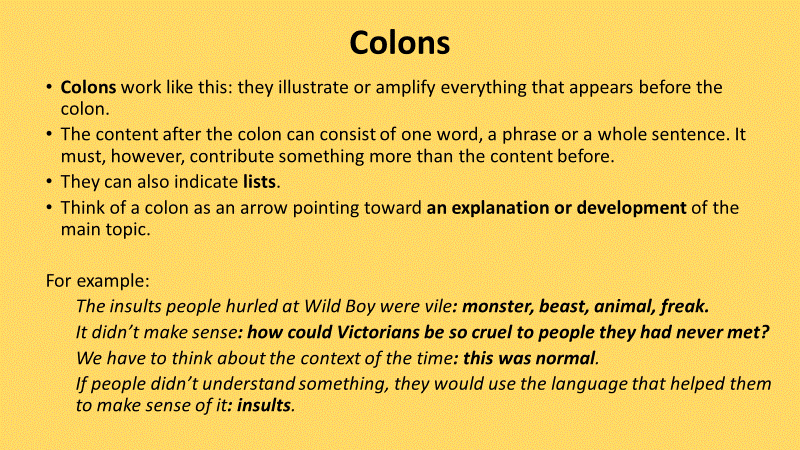 Colons
• Colons work like this: they illustrate or amplify everything that appears before the
colon.
• The content after the colon can consist of one word, a phrase or a whole sentence. It
must, however, contribute something more than the content before.
• They can also indicate lists.
• Think of a colon as an arrow pointing toward an explanation or development of the
main topic.
For example:
The insults people hurled at Wild Boy were vile: monster, beast, animal, freak.
It didn’t make sense: how could Victorians be so cruel to people they had never met?
We have to think about the context of the time: this was normal.
If people didn’t understand something, they would use the language that helped them
to make sense of it: insults.